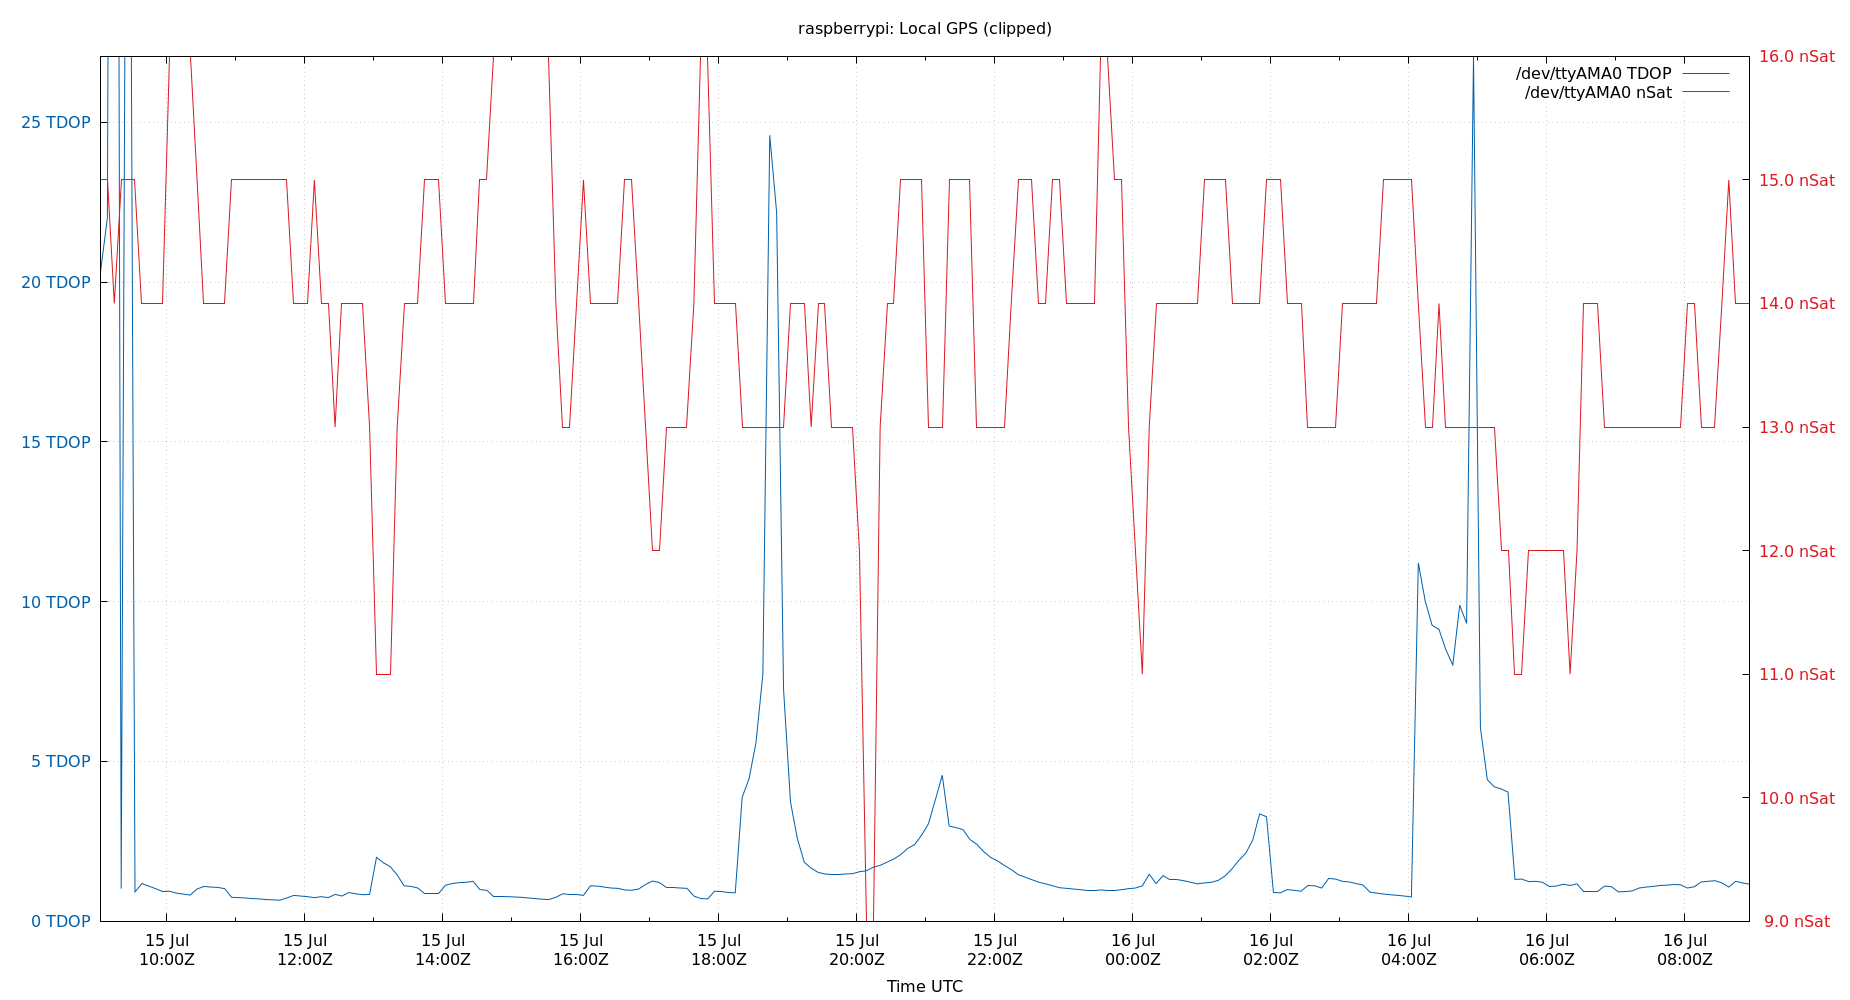 raspberrypi: Local GPS (clipped)
/dev/ttyAMA0 TDOP
/dev/ttyAMA0 nSat
25 TDOP
20 TDOP
15 TDOP
10 TDOP
5 TDOP
0 TDOP
16.0 nSat
15.0 nSat
14.0 nSat
13.0 nSat
12.0 nSat
11.0 nSat
10.0 nSat
9.0 nSat
15 Jul
10:00Z
15 Jul
12:00Z
15 Jul
14:00Z
15 Jul
16:00Z
15 Jul
18:00Z
15 Jul
20:00Z
15 Jul
22:00Z
16 Jul
00:00Z
16 Jul
02:00Z
16 Jul
04:00Z
16 Jul
06:00Z
16 Jul
08:00Z
Time UTC